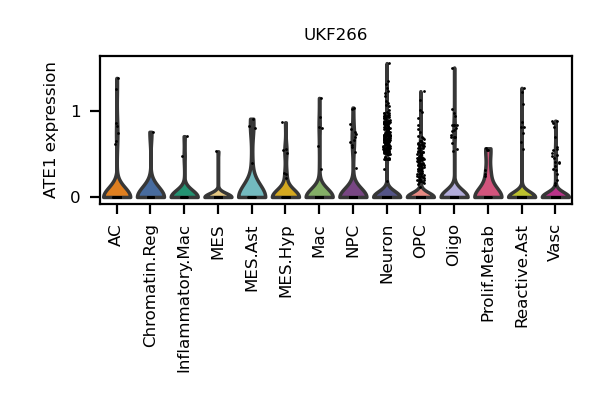 UKF266
ATE1 expression
1
0
AC
Chromatin.Reg
Inflammatory.Mac
MES
MES.Ast
MES.Hyp
Mac
NPC
Neuron
OPC
Oligo
Prolif.Metab
Reactive.Ast
Vasc